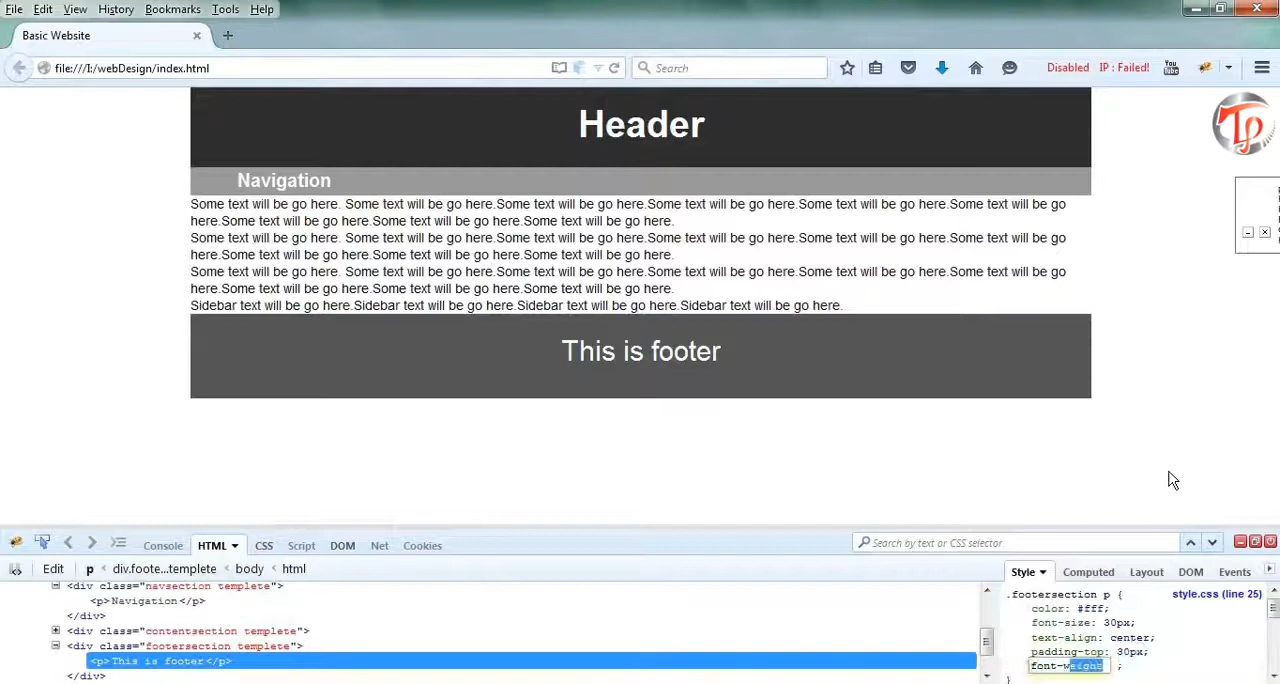 File Edit View History Bookmarks Tools Help
Basic Website
file:///I:/webDesign/index.html
Search
Disabled IP : Failed! You Tube
Header
Navigation
Some text will be go here. Some text will be go here.Some text will be go here.Some text will be go here.Some text will be go here.Some text will be go
here.Some text will be go here.Some text will be go here.Some text will be go here.
Some text will be go here. Some text will be go here.Some text will be go here.Some text will be go here.Some text will be go here.Some text will be go
here.Some text will be go here.Some text will be go here.Some text will be go here.
Some text will be go here. Some text will be go here.Some text will be go here.Some text will be go here.Some text will be go here.Some text will be go
here.Some text will be go here.Some text will be go here.Some text will be go here.
Sidebar text will be go here.Sidebar text will be go here.Sidebar text will be go here.Sidebar text will be go here.
This is footer
Console HTML CSS Script DOM Net Cookies
Search by text or CSS selector
Edit p < div.foote...templete < body < html
Style Computed Layout DOM Events
<div class="navsection templete">
<p>Navigation</p>
</div>
<div class="contentsection templete">
<div class="footersection templete">
<p>This is footer</p>
</div>
.footersection p { style.css (line 25)
color: #fff;
font-size: 30px;
text-align: center;
padding-top: 30px;
font-weight ;
}